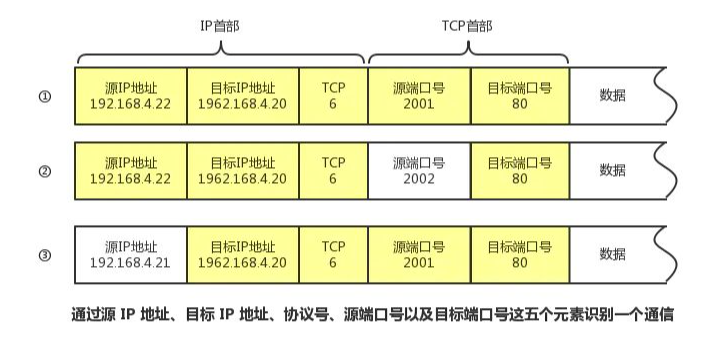 IP首部 TCP首部
① 源IP地址 目标IP地址 TCP 源端口号 目标端口号 数据
192.168.4.22 1962.168.4.20 6 2001 80
② 源IP地址 目标IP地址 TCP 源端口号 目标端口号 数据
192.168.4.22 1962.168.4.20 6 2002 80
③ 源IP地址 目标IP地址 TCP 源端口号 目标端口号 数据
192.168.4.21 1962.168.4.20 6 2001 80
通过源 IP 地址、目标 IP 地址、协议号、源端口号以及目标端口号这五个元素识别一个通信